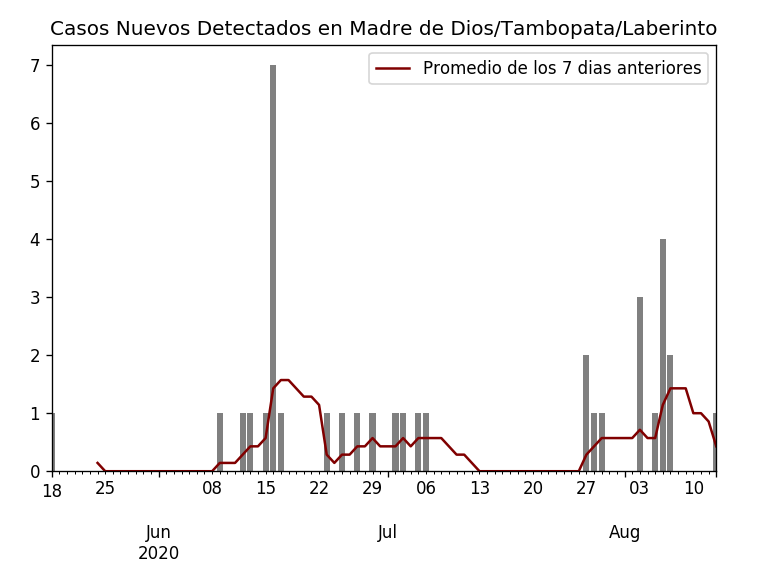 Casos Nuevos Detectados en Madre de Dios/Tambopata/Laberinto
Promedio de los 7 dias anteriores
7
6
5
4
3
2
1
0
18 25 08 15 22 29 06 13 20 27 03 10
Jun Jul Aug
2020